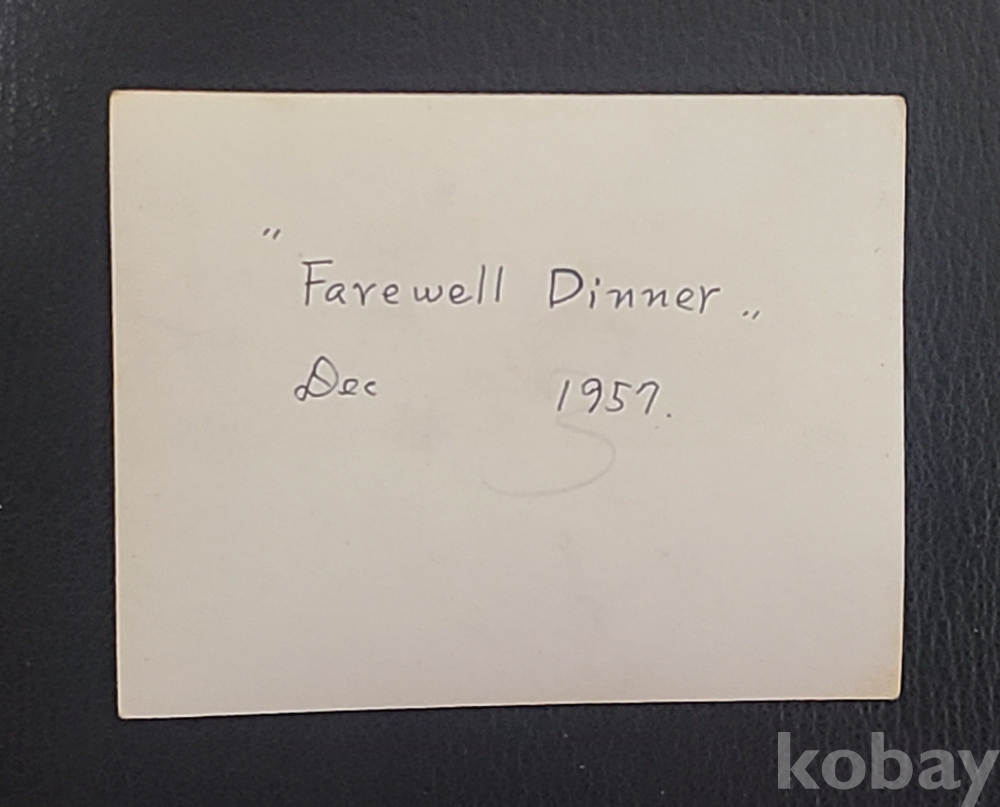 "Farewell Dinner"
Dec 1957.
kobay